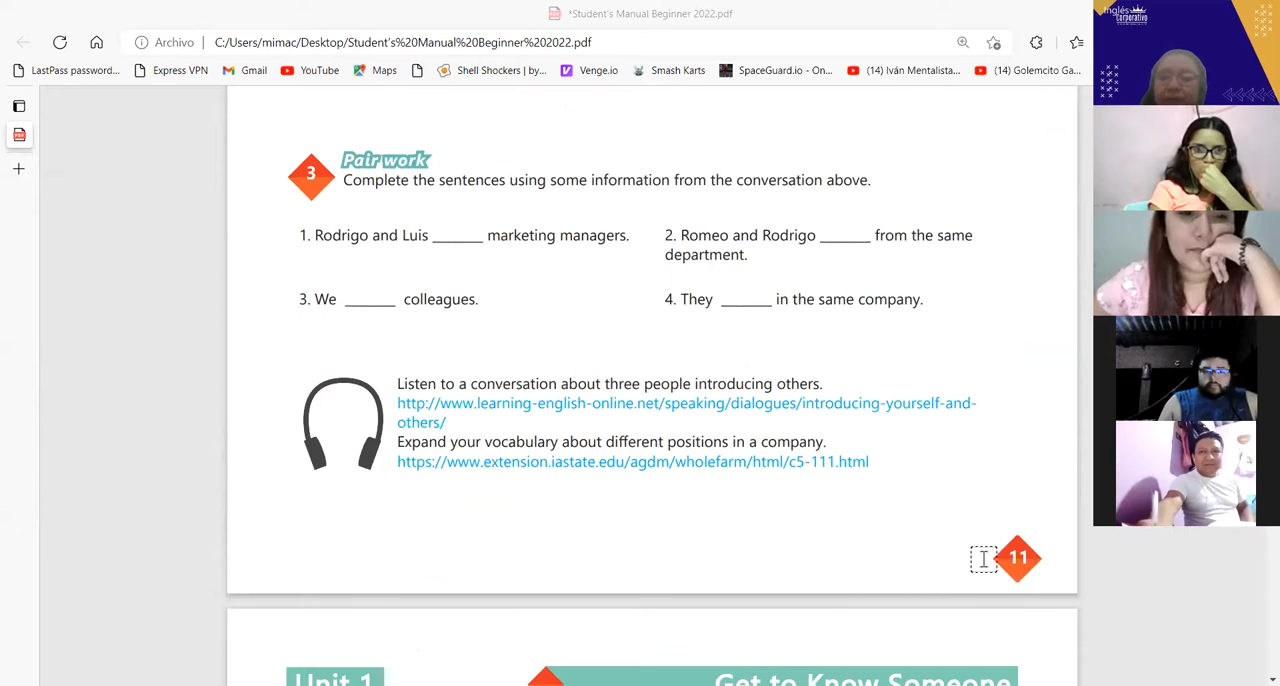 *Student's Manual Beginner 2022.pdf
Archivo | C:/Users/mimac/Desktop/Student's%20Manual%20Beginner%202022.pdf
LastPass password... Express VPN Gmail YouTube Maps Shell Shockers | by... Venge.io Smash Karts SpaceGuard.io - On... (14) Iván Mentalista... (14) Golemcito Ga...
Inglés
Corporativo
3 Pair work
Complete the sentences using some information from the conversation above.
1. Rodrigo and Luis _______ marketing managers. 2. Romeo and Rodrigo _______ from the same
department.
3. We _______ colleagues. 4. They _______ in the same company.
Listen to a conversation about three people introducing others.
http://www.learning-english-online.net/speaking/dialogues/introducing-yourself-and-
others/
Expand your vocabulary about different positions in a company.
https://www.extension.iastate.edu/agdm/wholefarm/html/c5-111.html
11
Unit 1 Get to Know Someone